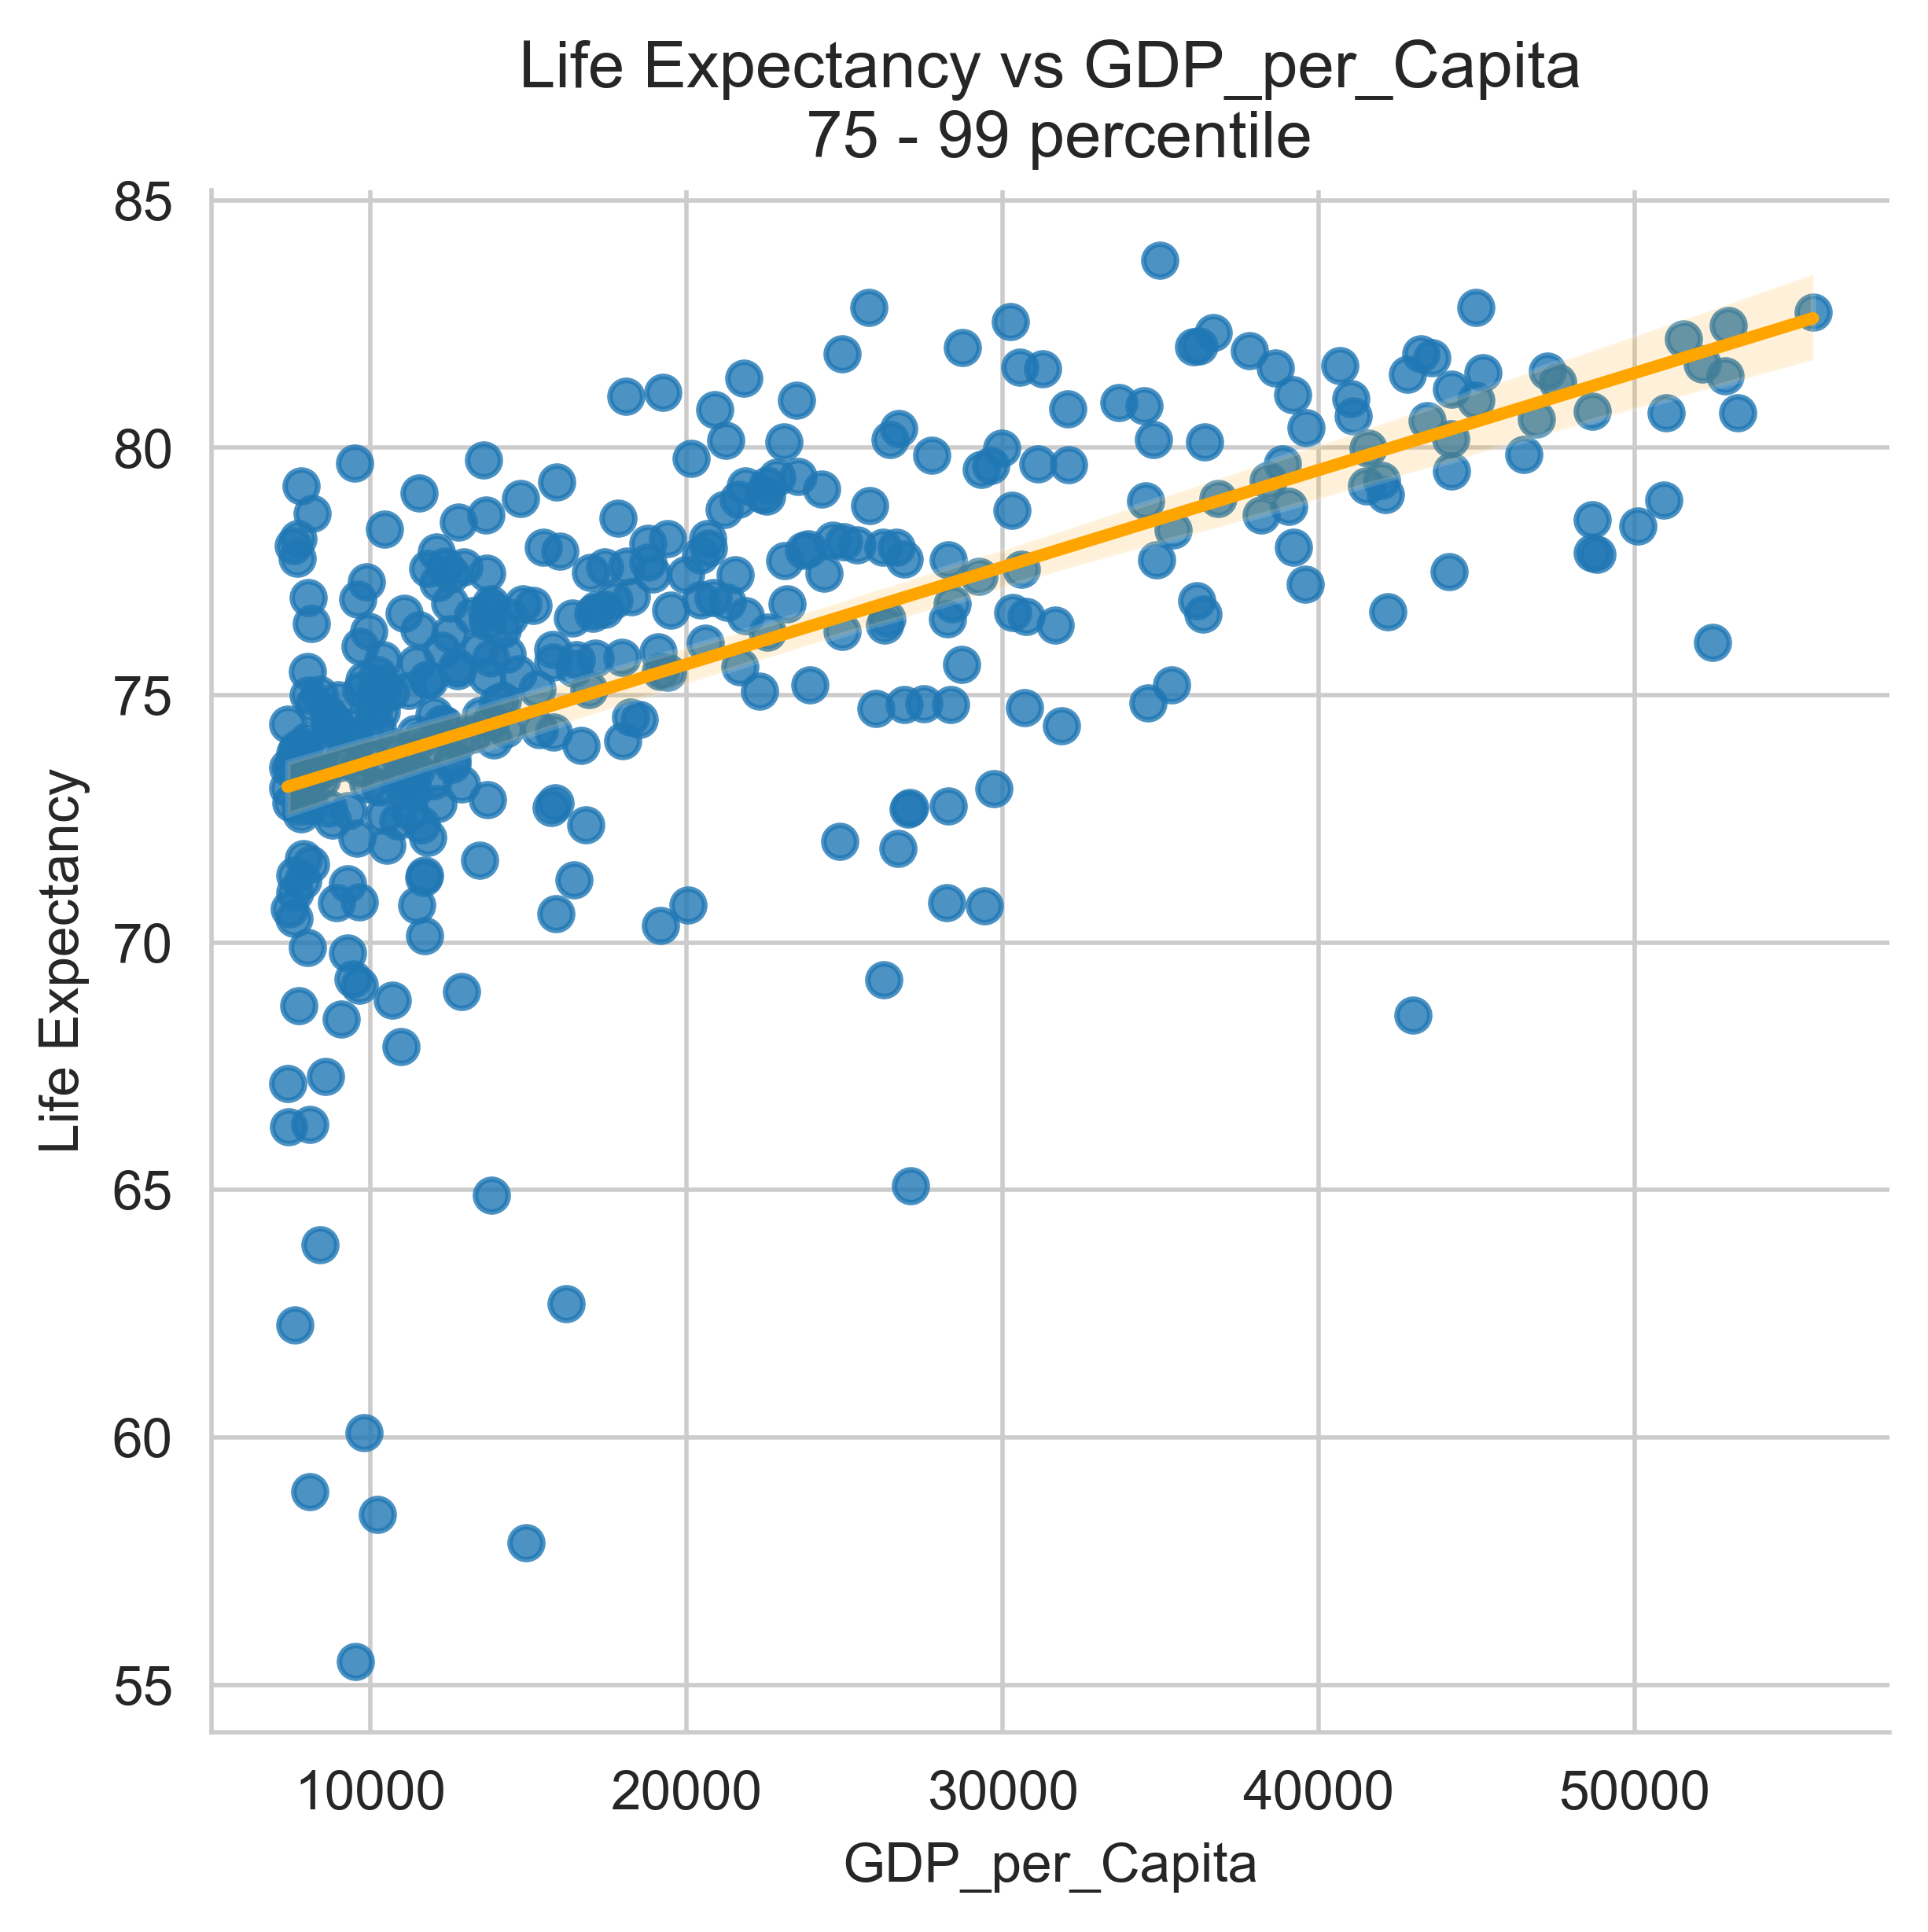 Life Expectancy vs GDP_per_Capita
75 - 99 percentile
85
80
75
70
65
60
55
Life Expectancy
10000 20000 30000 40000 50000
GDP_per_Capita